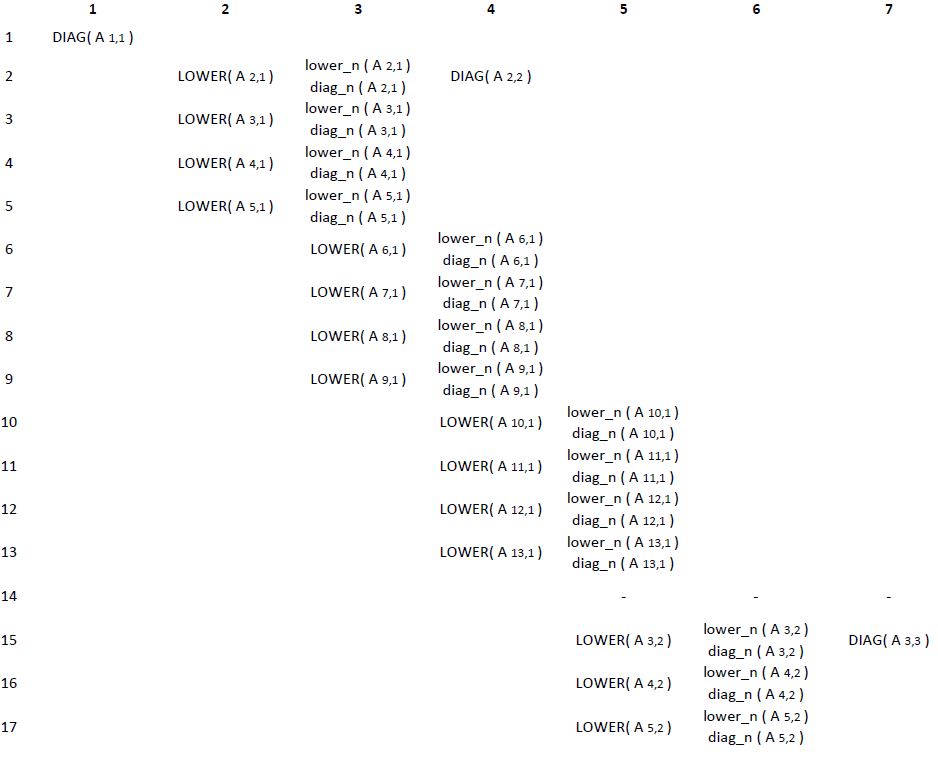 1 2 3 4 5 6 7
1 DIAG( A 1,1 )
lower_n ( A 2,1 )
2 LOWER( A 2,1 ) DIAG( A 2,2 )
diag_n ( A 2,1 )
lower_n ( A 3,1 )
3 LOWER( A 3,1 )
diag_n ( A 3,1 )
lower_n ( A 4,1 )
4 LOWER( A 4,1 )
diag_n ( A 4,1 )
lower_n ( A 5,1 )
5 LOWER( A 5,1 )
diag_n ( A 5,1 )
lower_n ( A 6,1 )
6 LOWER( A 6,1 )
diag_n ( A 6,1 )
lower_n ( A 7,1 )
7 LOWER( A 7,1 )
diag_n ( A 7,1 )
lower_n ( A 8,1 )
8 LOWER( A 8,1 )
diag_n ( A 8,1 )
lower_n ( A 9,1 )
9 LOWER( A 9,1 )
diag_n ( A 9,1 )
lower_n ( A 10,1 )
10 LOWER( A 10,1 )
diag_n ( A 10,1 )
lower_n ( A 11,1 )
11 LOWER( A 11,1 )
diag_n ( A 11,1 )
lower_n ( A 12,1 )
12 LOWER( A 12,1 )
diag_n ( A 12,1 )
lower_n ( A 13,1 )
13 LOWER( A 13,1 )
diag_n ( A 13,1 )
14 - - -
lower_n ( A 3,2 )
15 LOWER( A 3,2 ) DIAG( A 3,3 )
diag_n ( A 3,2 )
lower_n ( A 4,2 )
16 LOWER( A 4,2 )
diag_n ( A 4,2 )
lower_n ( A 5,2 )
17 LOWER( A 5,2 )
diag_n ( A 5,2 )